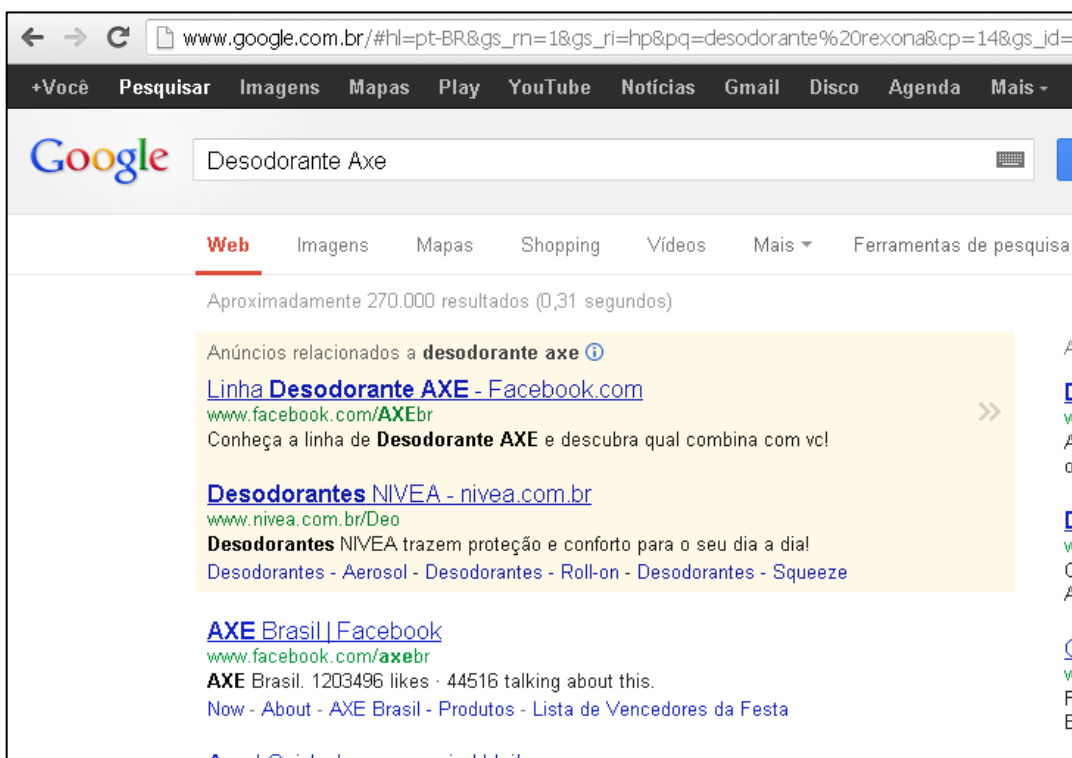 www.google.com.br/#hl=pt-BR&gs_rn=1&gs_ri=hp&pq=desodorante%20rexona&cp=14&gs_id=
+Você Pesquisar Imagens Mapas Play YouTube Notícias Gmail Disco Agenda Mais
Google Desodorante Axe
Web Imagens Mapas Shopping Vídeos Mais Ferramentas de pesquisa
Aproximadamente 270.000 resultados (0,31 segundos)
Anúncios relacionados a desodorante axe
Linha Desodorante AXE - Facebook.com
www.facebook.com/AXEbr
Conheça a linha de Desodorante AXE e descubra qual combina com vc!
Desodorantes NIVEA - nivea.com.br
www.nivea.com.br/Deo
Desodorantes NIVEA trazem proteção e conforto para o seu dia a dia!
Desodorantes - Aerosol - Desodorantes - Roll-on - Desodorantes - Squeeze
AXE Brasil | Facebook
www.facebook.com/axebr
AXE Brasil. 1203496 likes · 44516 talking about this.
Now - About - AXE Brasil - Produtos - Lista de Vencedores da Festa